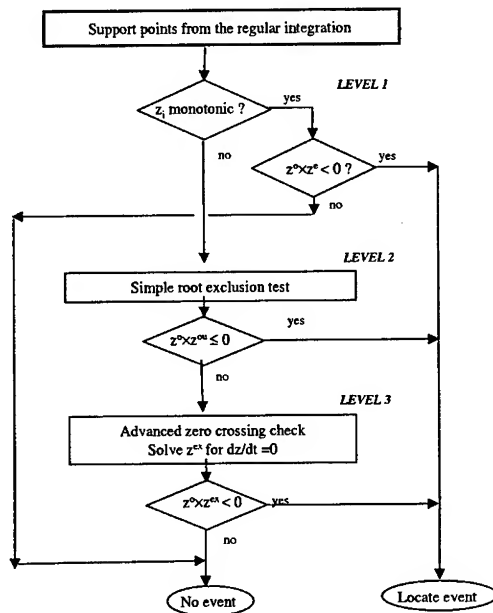 Support points from the regular integration
LEVEL 1
z_i monotonic ?
yes
no
z^o×z^e < 0 ?
yes
no
LEVEL 2
Simple root exclusion test
z^o×z^ou ≤ 0
yes
no
LEVEL 3
Advanced zero crossing check
Solve z^ex for dz/dt =0
z^o×z^ex < 0
yes
no
No event
Locate event